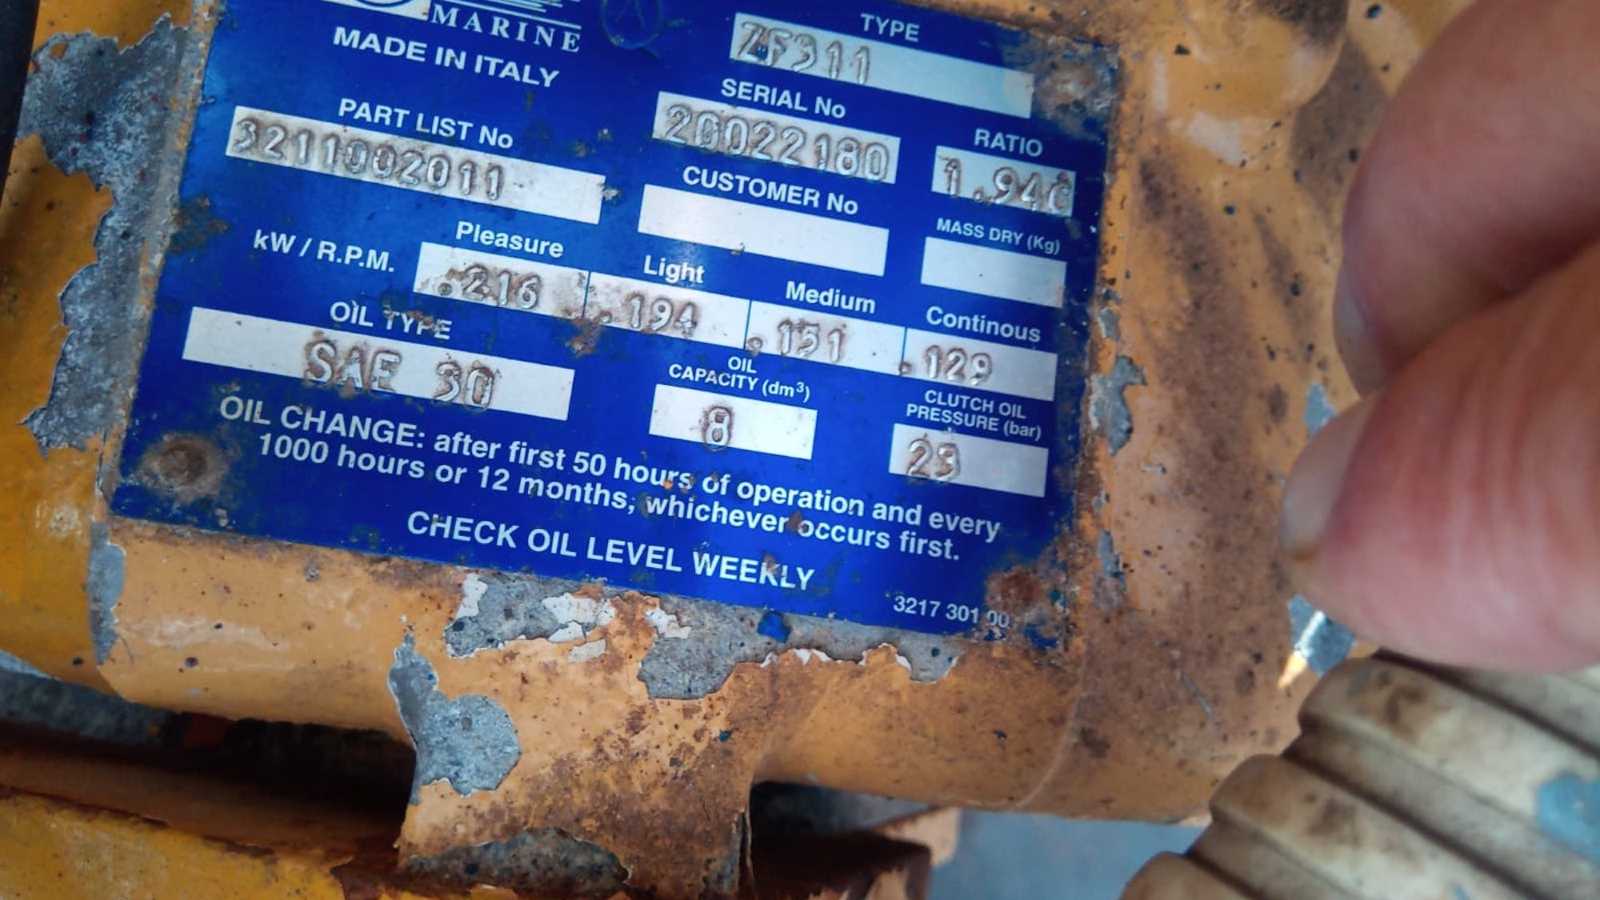 MARINE
MADE IN ITALY
TYPE
ZF311
PART LIST No
3211002011
SERIAL No
20022180
RATIO
CUSTOMER No
MASS DRY (Kg)
kW / R.P.M.
Pleasure
.216
Light
.194
Medium
.151
Continous
.129
OIL TYPE
SAE 30
OIL
CAPACITY (dm³)
8
CLUTCH OIL
PRESSURE (bar)
OIL CHANGE: after first 50 hours of operation and every
1000 hours or 12 months, whichever occurs first.
CHECK OIL LEVEL WEEKLY
3217 301 00